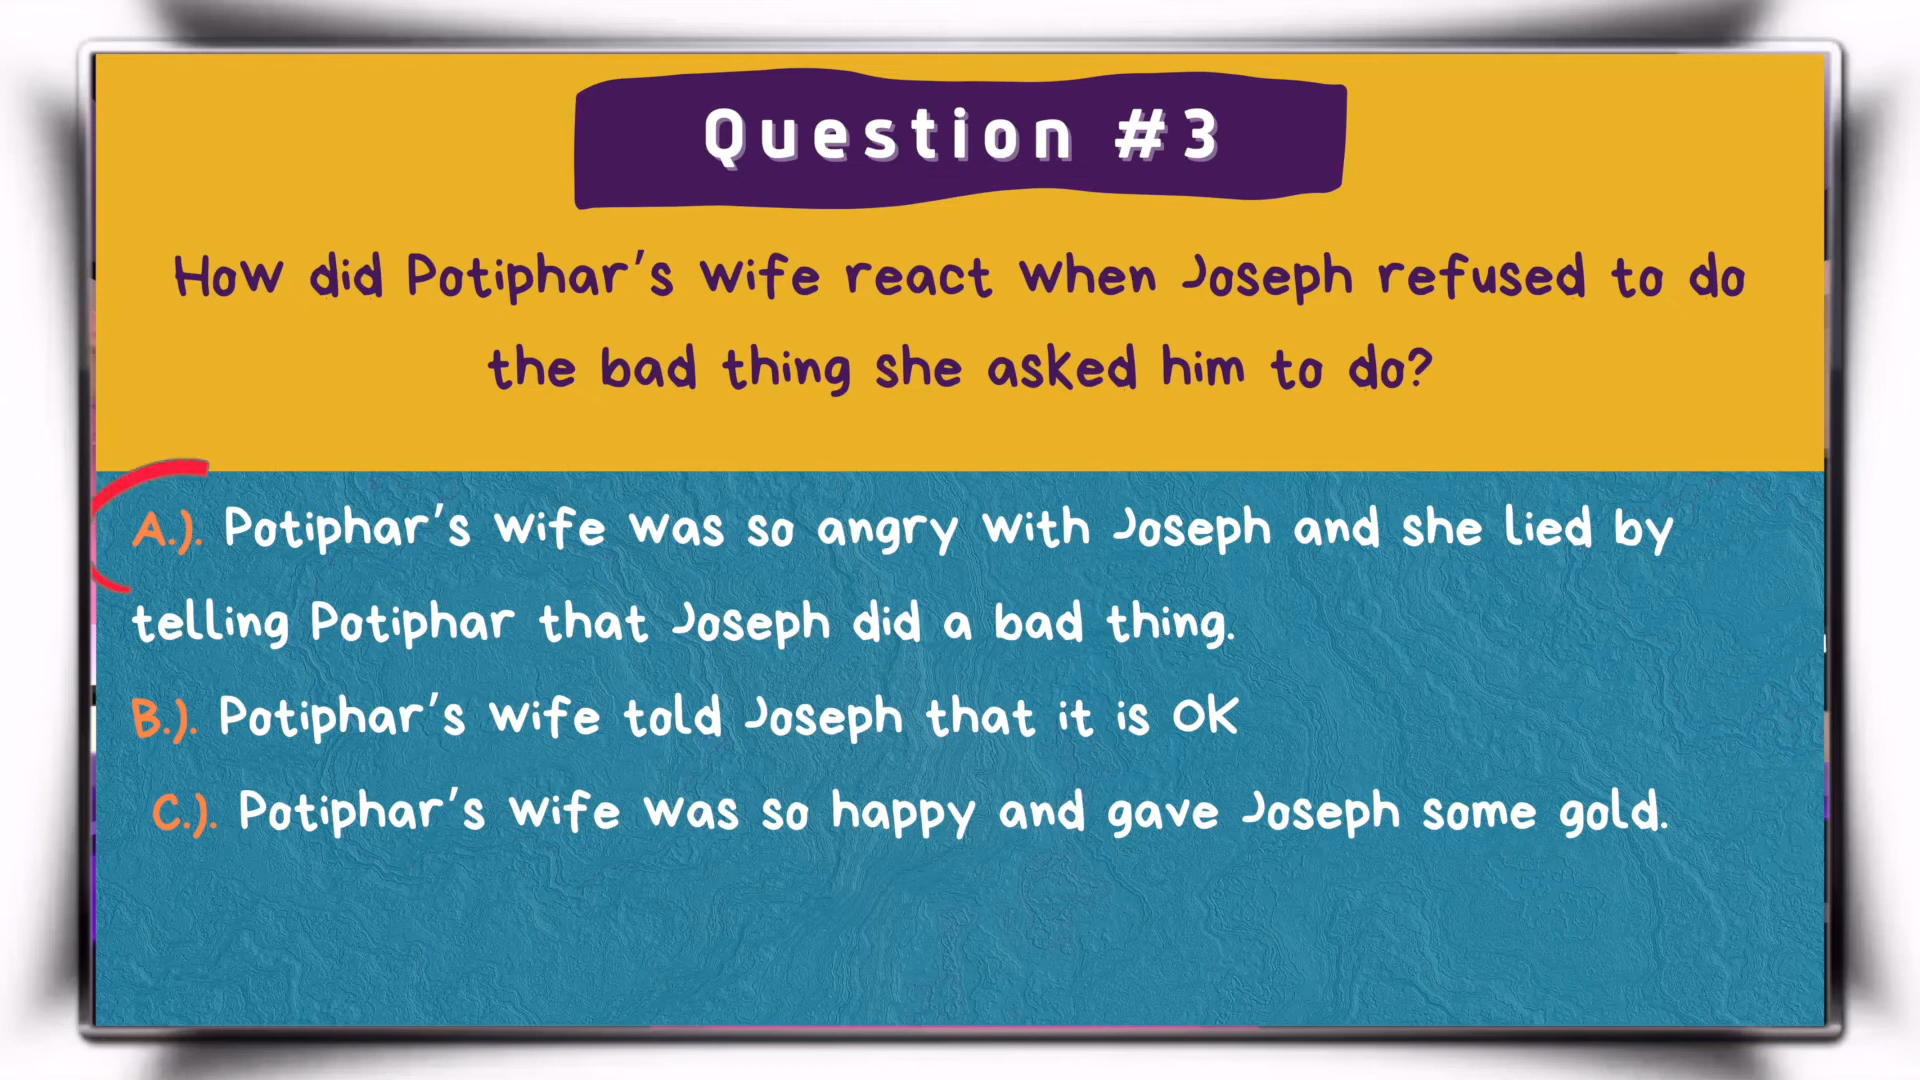 Question #3
How did Potiphar's wife react when Joseph refused to do
the bad thing she asked him to do?
A.). Potiphar's wife was so angry with Joseph and she lied by
telling Potiphar that Joseph did a bad thing.
B.). Potiphar's wife told Joseph that it is OK
C.). Potiphar's wife was so happy and gave Joseph some gold.